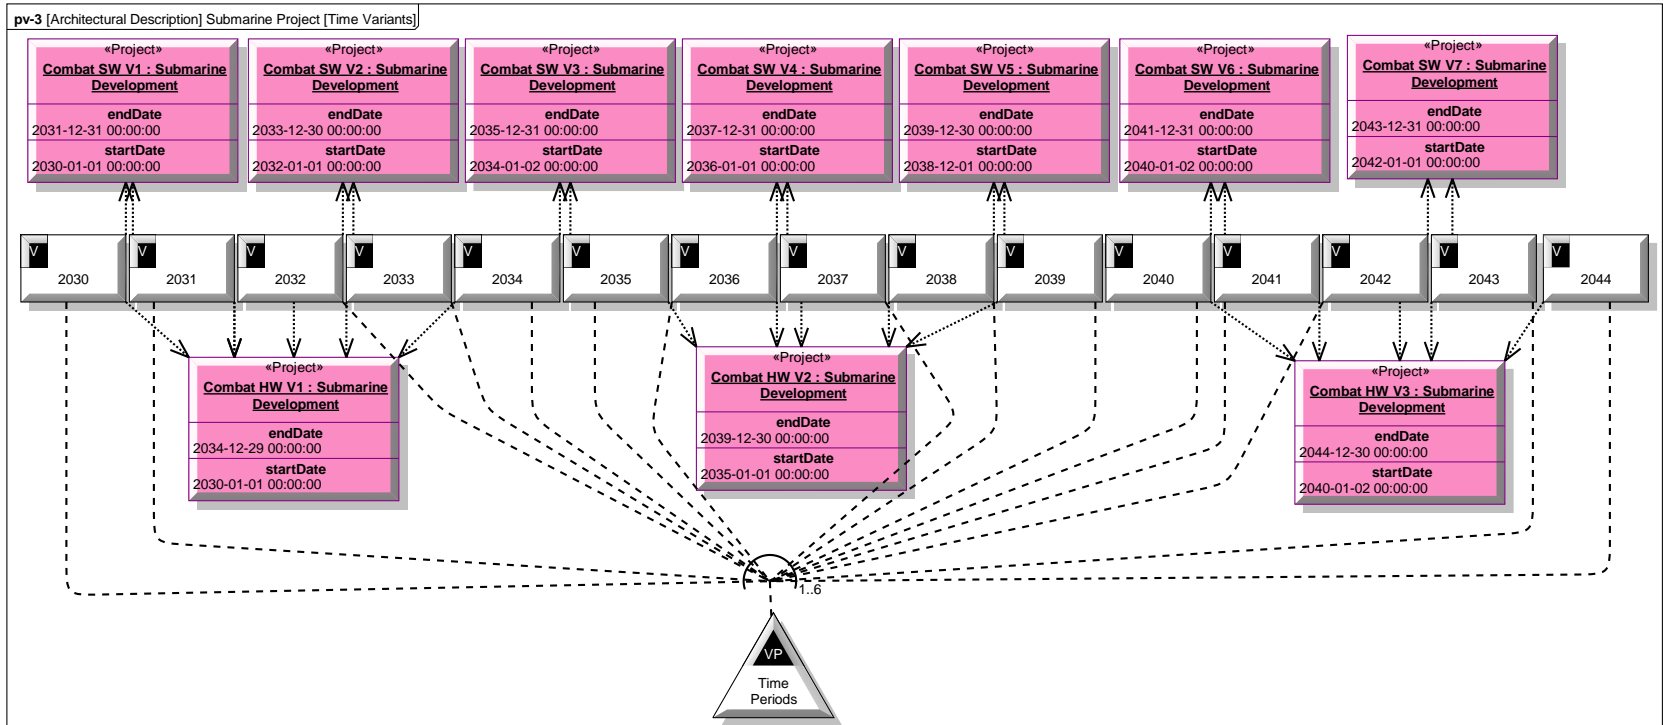 pv-3 [Architectural Description] Submarine Project [Time Variants]
«Project»
Combat SW V1 : Submarine
Development
endDate
2031-12-31 00:00:00
startDate
2030-01-01 00:00:00
«Project»
Combat SW V2 : Submarine
Development
endDate
2033-12-30 00:00:00
startDate
2032-01-01 00:00:00
«Project»
Combat SW V3 : Submarine
Development
endDate
2035-12-31 00:00:00
startDate
2034-01-02 00:00:00
«Project»
Combat SW V4 : Submarine
Development
endDate
2037-12-31 00:00:00
startDate
2036-01-01 00:00:00
«Project»
Combat SW V5 : Submarine
Development
endDate
2039-12-30 00:00:00
startDate
2038-12-01 00:00:00
«Project»
Combat SW V6 : Submarine
Development
endDate
2041-12-31 00:00:00
startDate
2040-01-02 00:00:00
«Project»
Combat SW V7 : Submarine
Development
endDate
2043-12-31 00:00:00
startDate
2042-01-01 00:00:00
V
2030
V
2031
V
2032
V
2033
V
2034
V
2035
V
2036
V
2037
V
2038
V
2039
V
2040
V
2041
V
2042
V
2043
V
2044
«Project»
Combat HW V1 : Submarine
Development
endDate
2034-12-29 00:00:00
startDate
2030-01-01 00:00:00
«Project»
Combat HW V2 : Submarine
Development
endDate
2039-12-30 00:00:00
startDate
2035-01-01 00:00:00
«Project»
Combat HW V3 : Submarine
Development
endDate
2044-12-30 00:00:00
startDate
2040-01-02 00:00:00
1..6
VP
Time
Periods